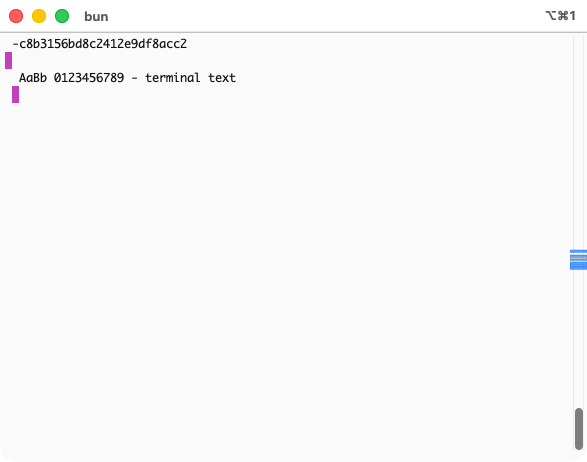 bun
⌥⌘1
-c8b3156bd8c2412e9df8acc2
AaBb 0123456789 - terminal text